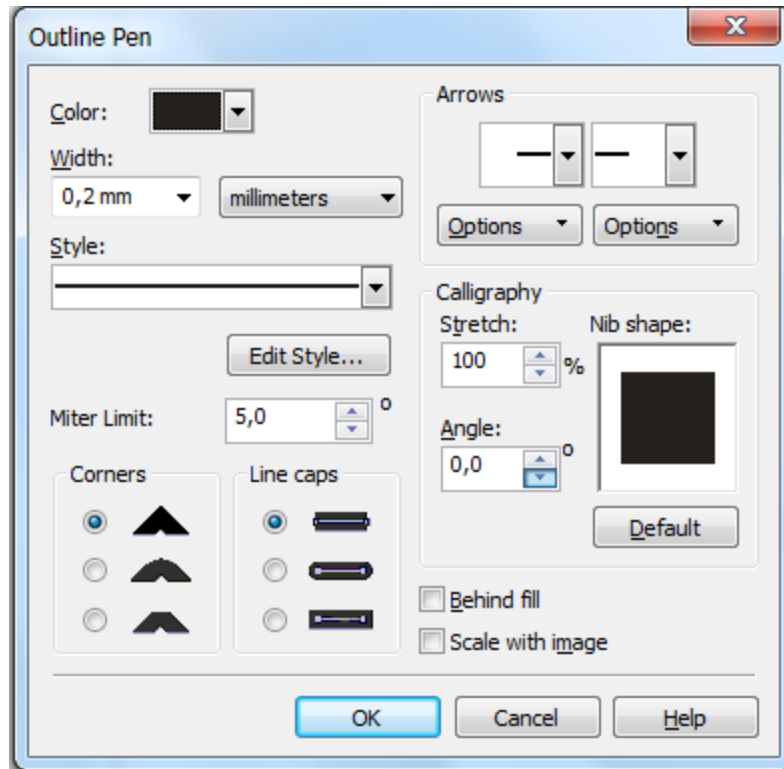 Outline Pen
Color:
Width:
0,2 mm
millimeters
Style:
Edit Style...
Miter Limit:
5,0
o
Corners
Line caps
Arrows
Options
Options
Calligraphy
Stretch:
100
%
Nib shape:
Angle:
0,0
o
Default
Behind fill
Scale with image
OK
Cancel
Help